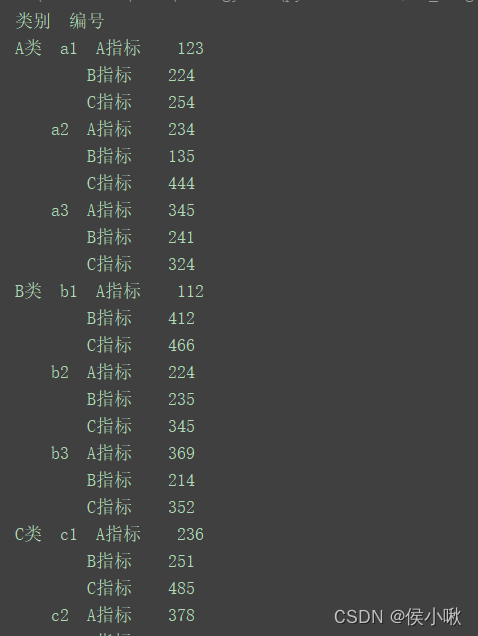 类别  编号
A类  a1  A指标    123
        B指标    224
        C指标    254
    a2  A指标    234
        B指标    135
        C指标    444
    a3  A指标    345
        B指标    241
        C指标    324
B类  b1  A指标    112
        B指标    412
        C指标    466
    b2  A指标    224
        B指标    235
        C指标    345
    b3  A指标    369
        B指标    214
        C指标    352
C类  c1  A指标    236
        B指标    251
        C指标    485
    c2  A指标    378
CSDN @侯小啾